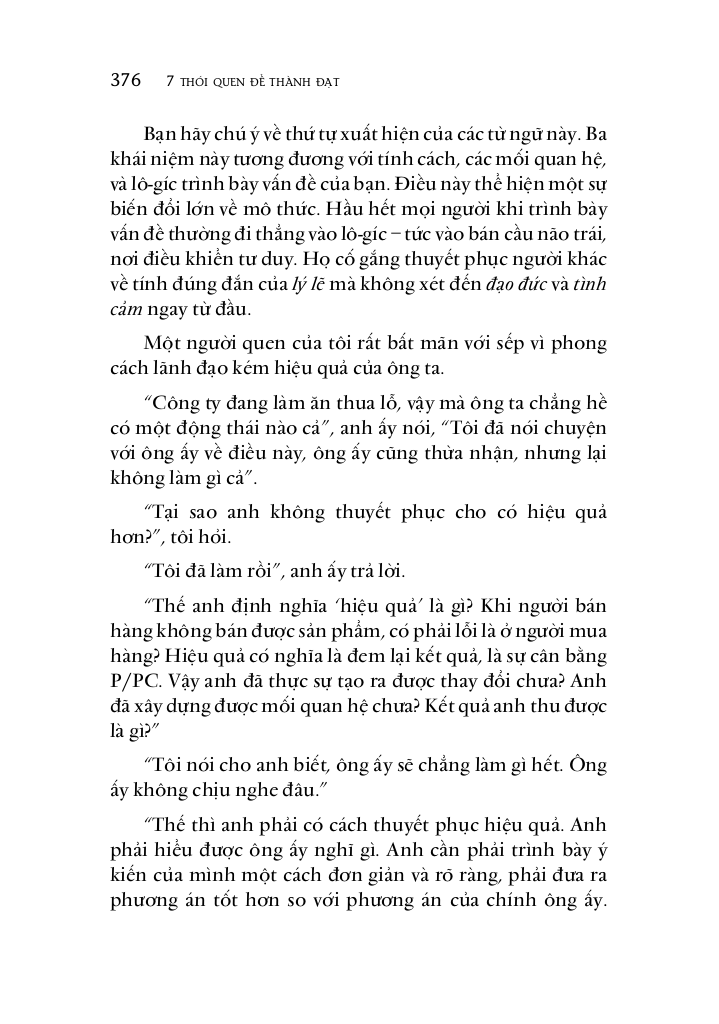 376 7 THÓI QUEN ĐỂ THÀNH ĐẠT
Bạn hãy chú ý về thứ tự xuất hiện của các từ ngữ này. Ba
khái niệm này tương đương với tính cách, các mối quan hệ,
và lô-gíc trình bày vấn đề của bạn. Điều này thể hiện một sự
biến đổi lớn về mô thức. Hầu hết mọi người khi trình bày
vấn đề thường đi thẳng vào lô-gíc – tức vào bán cầu não trái,
nơi điều khiển tư duy. Họ cố gắng thuyết phục người khác
về tính đúng đắn của lý lẽ mà không xét đến đạo đức và tình
cảm ngay từ đầu.
Một người quen của tôi rất bất mãn với sếp vì phong
cách lãnh đạo kém hiệu quả của ông ta.
“Công ty đang làm ăn thua lỗ, vậy mà ông ta chẳng hề
có một động thái nào cả”, anh ấy nói, “Tôi đã nói chuyện
với ông ấy về điều này, ông ấy cũng thừa nhận, nhưng lại
không làm gì cả”.
“Tại sao anh không thuyết phục cho có hiệu quả
hơn?”, tôi hỏi.
“Tôi đã làm rồi”, anh ấy trả lời.
“Thế anh định nghĩa ‘hiệu quả’ là gì? Khi người bán
hàng không bán được sản phẩm, có phải lỗi là ở người mua
hàng? Hiệu quả có nghĩa là đem lại kết quả, là sự cân bằng
P/PC. Vậy anh đã thực sự tạo ra được thay đổi chưa? Anh
đã xây dựng được mối quan hệ chưa? Kết quả anh thu được
là gì?”
“Tôi nói cho anh biết, ông ấy sẽ chẳng làm gì hết. Ông
ấy không chịu nghe đâu.”
“Thế thì anh phải có cách thuyết phục hiệu quả. Anh
phải hiểu được ông ấy nghĩ gì. Anh cần phải trình bày ý
kiến của mình một cách đơn giản và rõ ràng, phải đưa ra
phương án tốt hơn so với phương án của chính ông ấy.